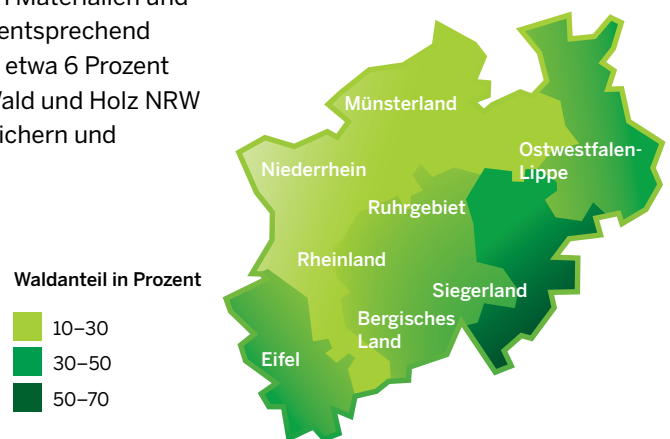 Materialien und
entsprechend
etwa 6 Prozent
Wald und Holz NRW
ichern und
Münsterland
Ostwestfalen-
Lippe
Niederrhein
Ruhrgebiet
Rheinland
Siegerland
Bergisches
Land
Eifel
Waldanteil in Prozent
10–30
30–50
50–70